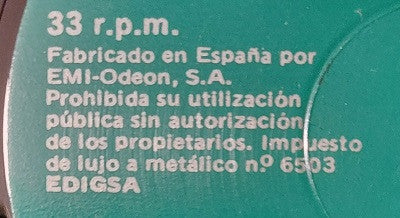 33 r.p.m.
Fabricado en España por
EMI-Odeon, S.A.
Prohibida su utilización
pública sin autorización
de los propietarios. Impuesto
de lujo a metálico n.º 6503
EDIGSA